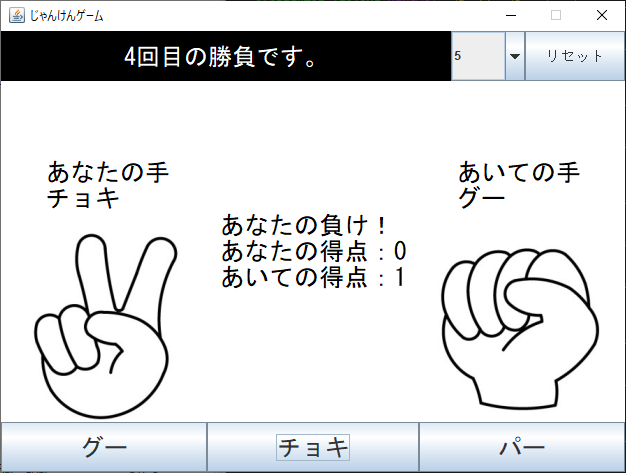 じゃんけんゲーム
4回目の勝負です。
5
リセット
あなたの手
チョキ
あいての手
グー
あなたの負け！
あなたの得点：0
あいての得点：1
グー
チョキ
パー